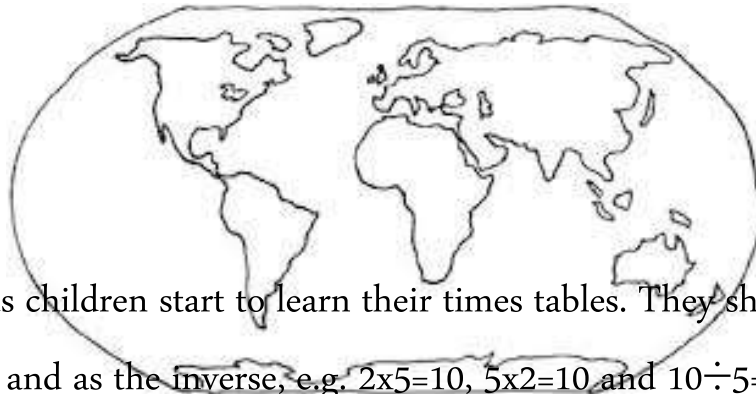 s children start to learn their times tables. They sh
and as the inverse, e.g. 2x5=10, 5x2=10 and 10÷5=